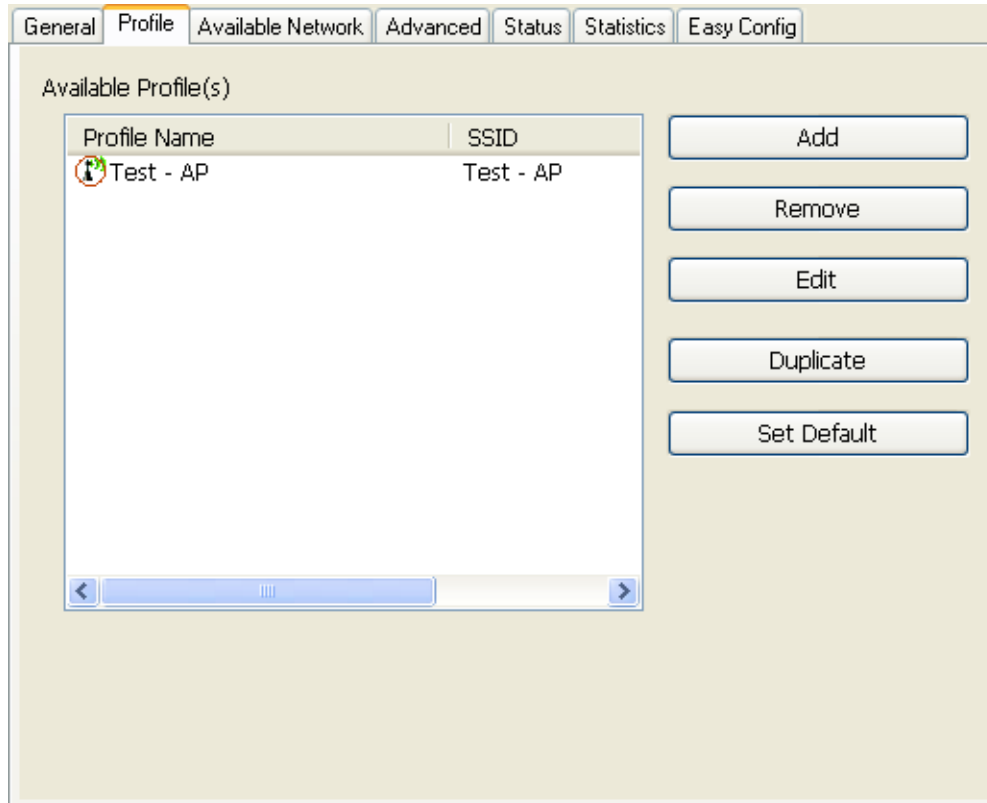 General Profile Available Network Advanced Status Statistics Easy Config
Available Profile(s)
Profile Name SSID
Test - AP Test - AP
Add
Remove
Edit
Duplicate
Set Default